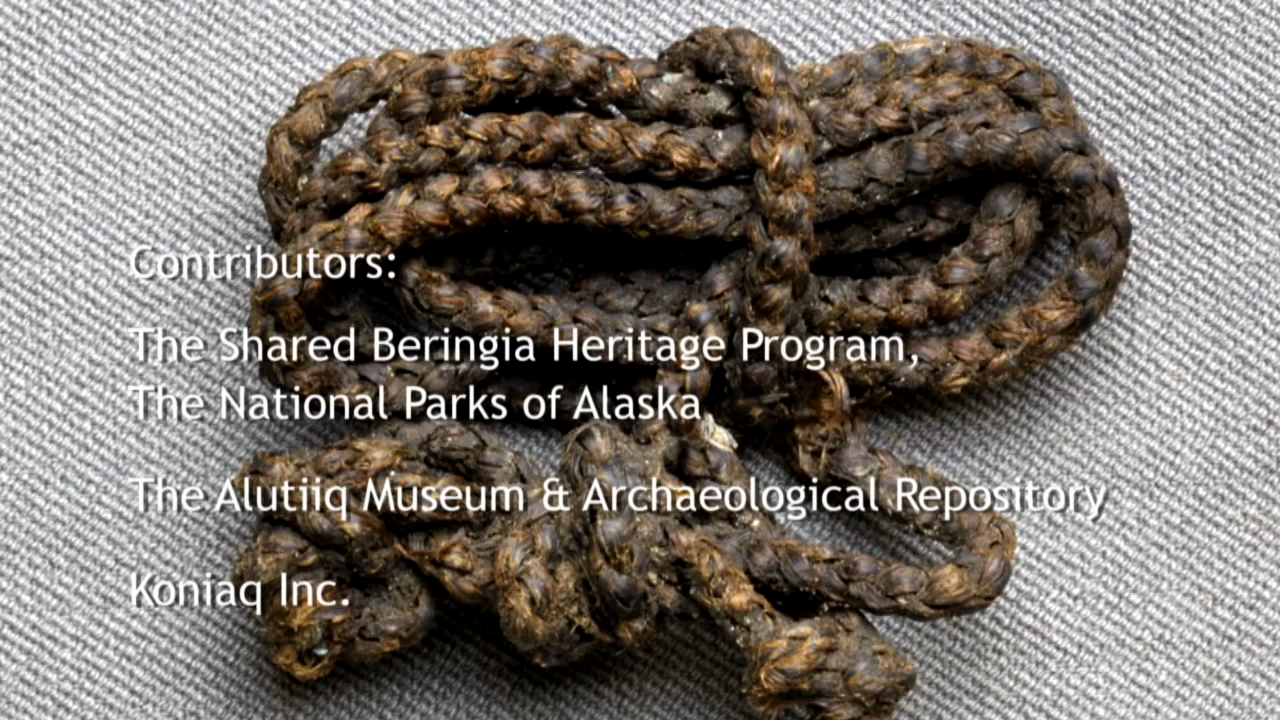 Contributors:
The Shared Beringia Heritage Program,
The National Parks of Alaska,
The Alutiiq Museum & Archaeological Repository
Koniaq Inc.